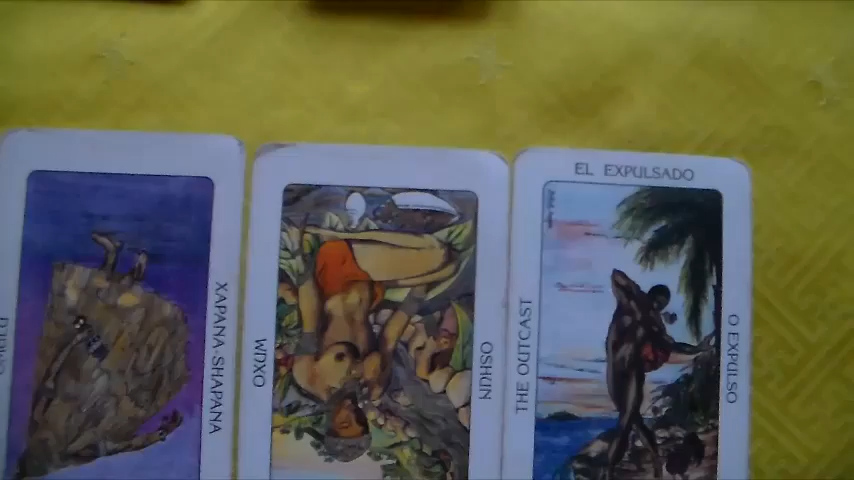 XAPANA-SHAPANA
OXUM
OSHUN
EL EXPULSADO
THE OUTCAST
O EXPULSO